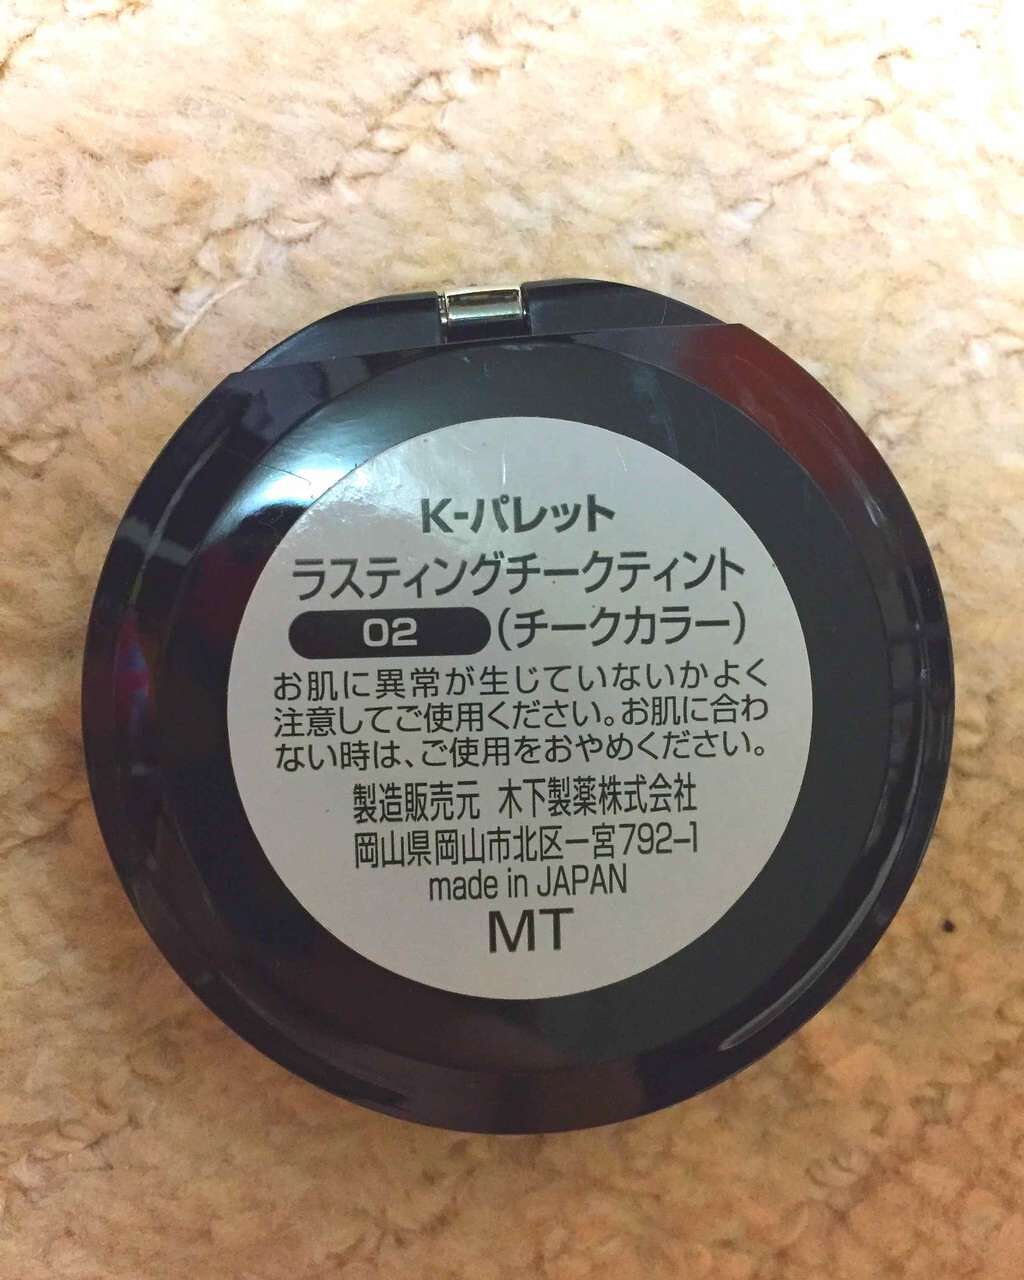 K-パレット
ラスティングチークティント
02 (チークカラー)
お肌に異常が生じていないかよく
注意してご使用ください。お肌に合わ
ない時は、ご使用をおやめください。
製造販売元 木下製薬株式会社
岡山県岡山市北区一宮792-1
made in JAPAN
MT